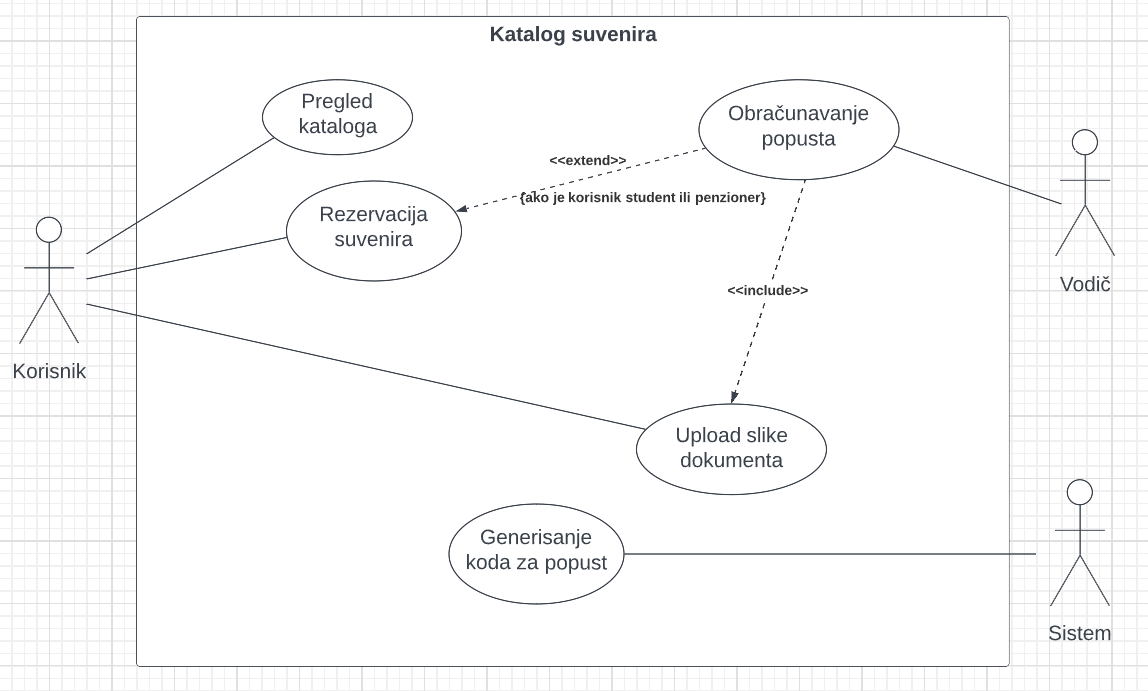 Katalog suvenira
Pregled
kataloga
Obračunavanje
popusta
<<extend>>
{ako je korisnik student ili penzioner}
Rezervacija
suvenira
Korisnik
Vodič
<<include>>
Upload slike
dokumenta
Generisanje
koda za popust
Sistem